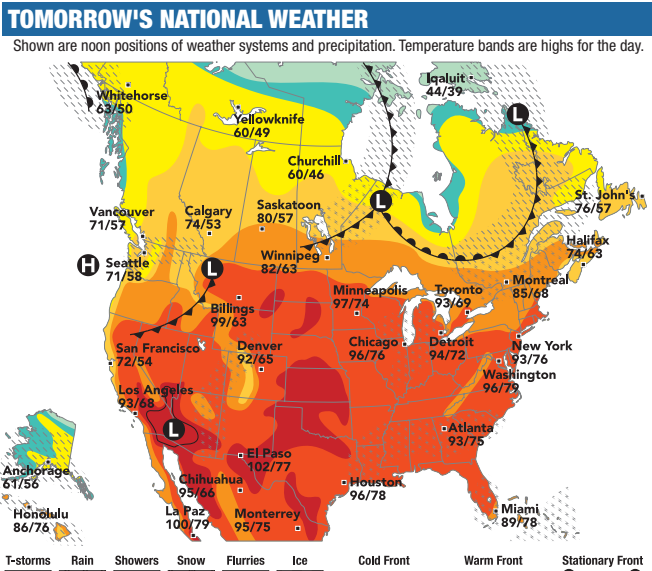 TOMORROW'S NATIONAL WEATHER
Shown are noon positions of weather systems and precipitation. Temperature bands are highs for the day.
Iqaluit
44/39
Whitehorse
63/50
L
Yellowknife
60/49
Churchill
60/46
St. John's
76/57
L
Saskatoon
80/57
Vancouver
71/57
Calgary
74/53
Halifax
74/63
Winnipeg
82/63
H
Seattle
71/58
L
Montreal
85/68
Minneapolis
97/74
Toronto
93/69
Billings
99/63
San Francisco
72/54
Denver
92/65
Chicago
96/76
Detroit
94/72
New York
93/76
Washington
96/79
Los Angeles
93/68
L
Atlanta
93/75
El Paso
102/77
Anchorage
61/56
Chihuahua
95/66
Houston
96/78
Honolulu
86/76
La Paz
100/79
Monterrey
95/75
Miami
89/78
T-storms Rain Showers Snow Flurries Ice Cold Front Warm Front Stationary Front